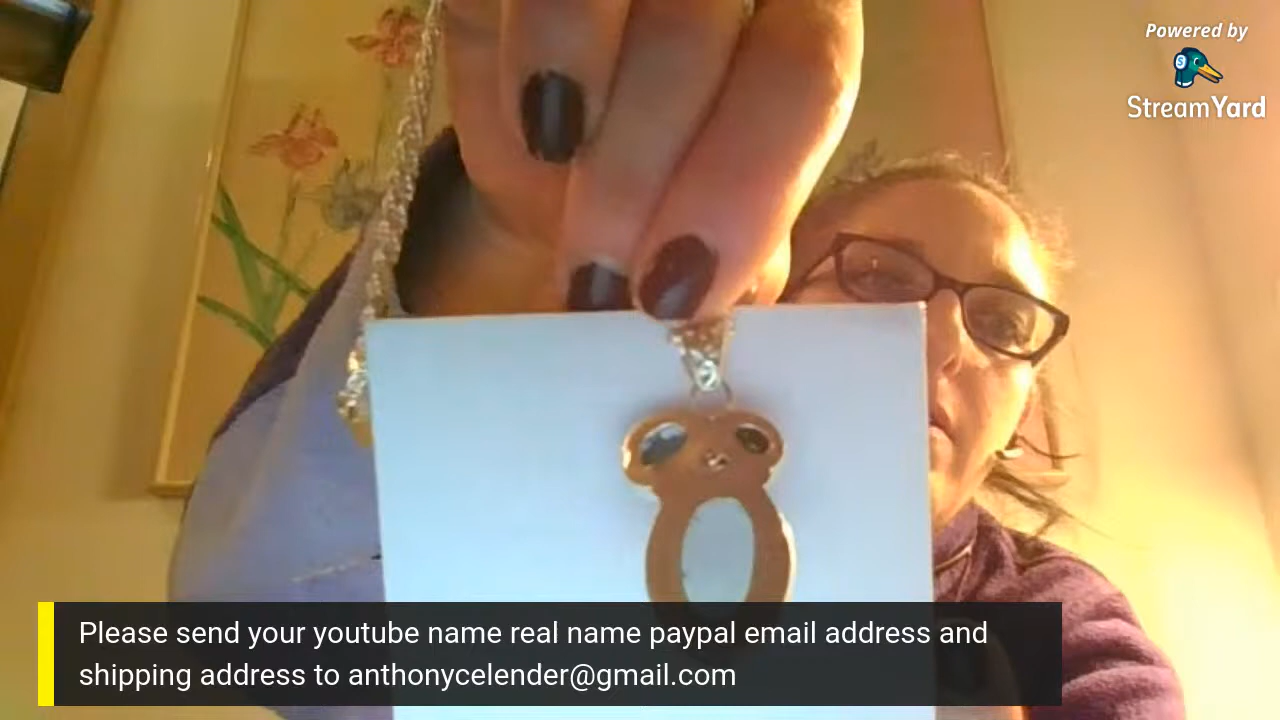 Powered by
StreamYard
Please send your youtube name real name paypal email address and
shipping address to anthonycelender@gmail.com